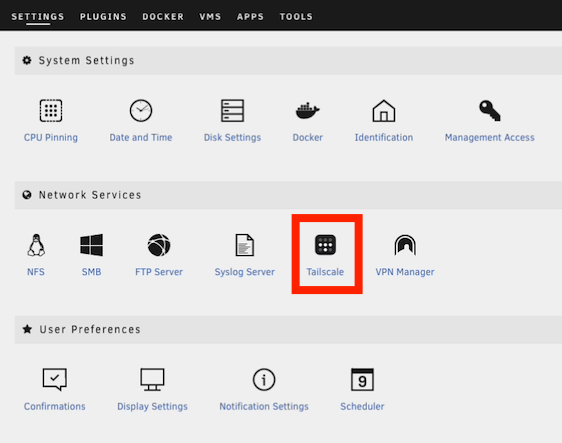 SETTINGS PLUGINS DOCKER VMS APPS TOOLS
System Settings
CPU Pinning Date and Time Disk Settings Docker Identification Management Access
Network Services
NFS SMB FTP Server Syslog Server Tailscale VPN Manager
User Preferences
9
Confirmations Display Settings Notification Settings Scheduler